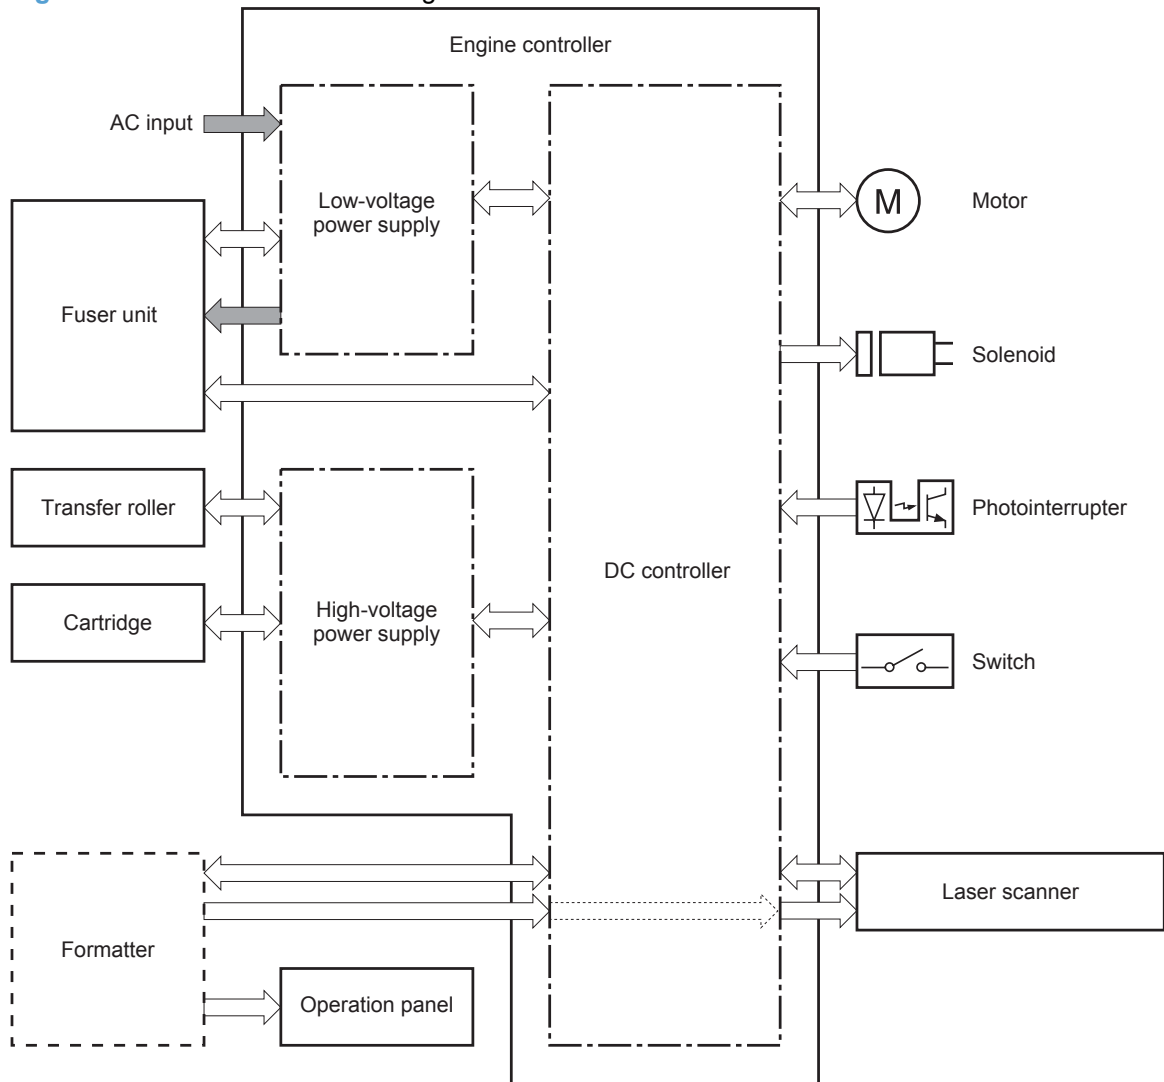 Engine controller
AC input
Low-voltage
power supply
M
Motor
Fuser unit
Solenoid
Transfer roller
Photointerrupter
DC controller
Cartridge
High-voltage
power supply
Switch
Laser scanner
Formatter
Operation panel